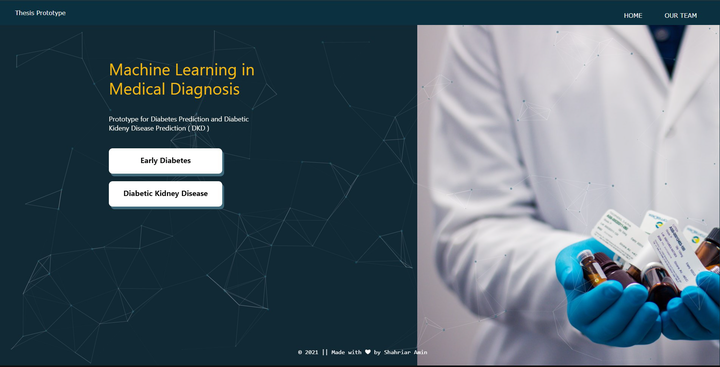 Thesis Prototype
HOME
OUR TEAM
Machine Learning in
Medical Diagnosis
Prototype for Diabetes Prediction and Diabetic
Kideny Disease Prediction ( DKD )
Early Diabetes
Diabetic Kidney Disease
© 2021 || Made with ♥ by Shahriar Amin